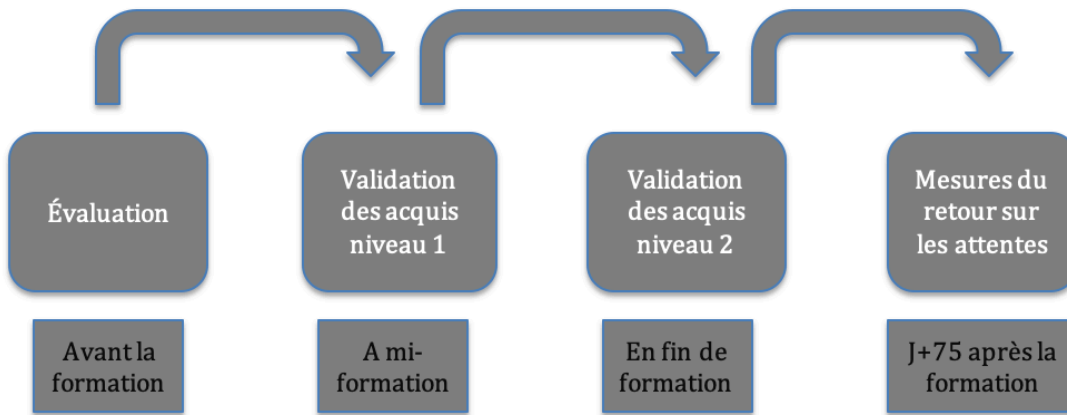 Évaluation
Validation
des acquis
niveau 1
Validation
des acquis
niveau 2
Mesures du
retour sur
les attentes
Avant la
formation
A mi-
formation
En fin de
formation
J+75 après la
formation